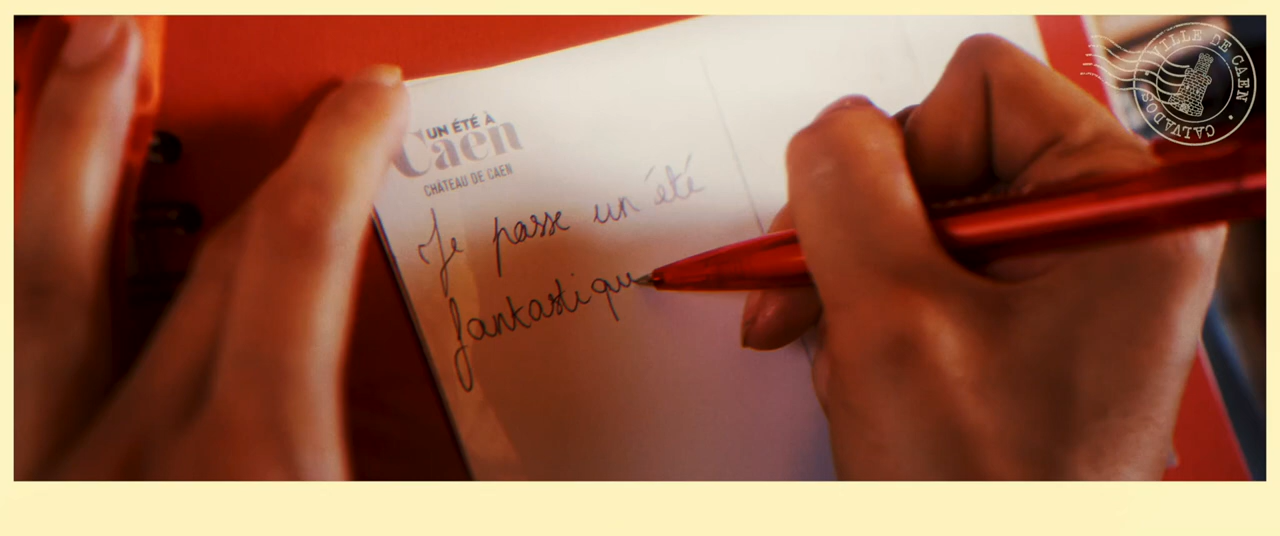 UN ÉTÉ À
Caen
CHÂTEAU DE CAEN
Je passe un été
fantastiqu
VILLE DE CAEN
CALVADOS